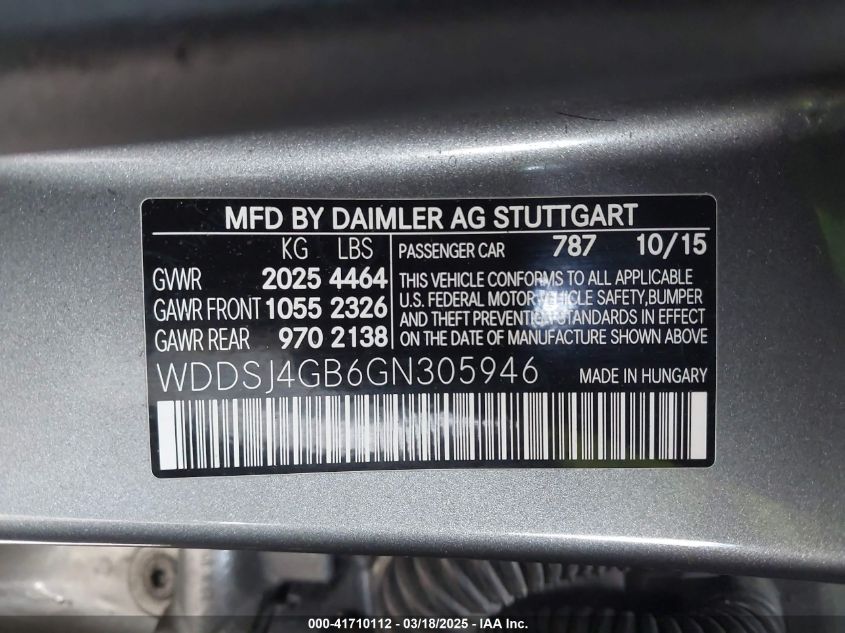 MFD BY DAIMLER AG STUTTGART
KG LBS
GVWR 2025 4464
GAWR FRONT 1055 2326
GAWR REAR 970 2138
PASSENGER CAR 787 10/15
THIS VEHICLE CONFORMS TO ALL APPLICABLE
U.S. FEDERAL MOTOR VEHICLE SAFETY,BUMPER
AND THEFT PREVENTION STANDARDS IN EFFECT
ON THE DATE OF MANUFACTURE SHOWN ABOVE
WDDSJ4GB6GN305946
MADE IN HUNGARY
000-41710112 — 03/18/2025 — IAA Inc.